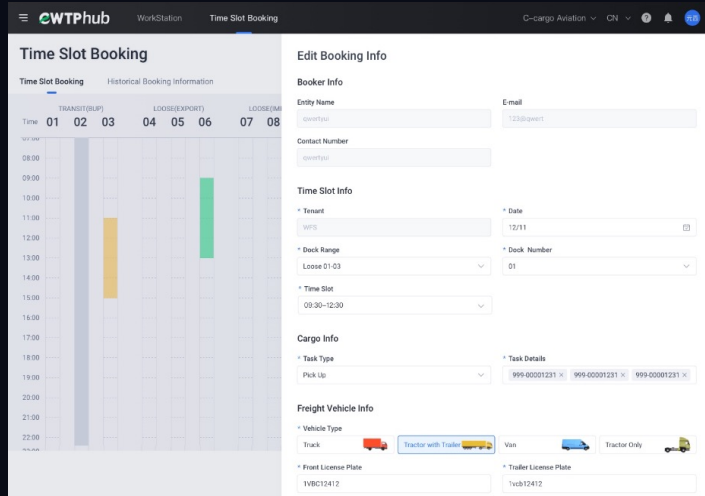 CWTPhub WorkStation Time Slot Booking C-cargo Aviation CN
Time Slot Booking
Time Slot Booking Historical Booking Information
TRANSIT(BUP) LOOSE(EXPORT)
Time 01 02 03 04 05 06 07 08
08:00
09:00
10:00
11:00
12:00
13:00
14:00
15:00
16:00
17:00
18:00
19:00
20:00
21:00
22:00
Edit Booking Info
Booker Info
Entity Name E-mail
qwertyui 123@qwert
Contact Number
qwertyui
Time Slot Info
* Tenant * Date
WFS 12/11
* Dock Range * Dock Number
Loose 01-03 01
* Time Slot
09:30–12:30
Cargo Info
* Task Type * Task Details
Pick Up 999-00001231 × 999-00001231 × 999-00001231 ×
Freight Vehicle Info
* Vehicle Type
Truck Tractor with Trailer Van Tractor Only
* Front License Plate * Trailer License Plate
1VBC12412 1vcb12412